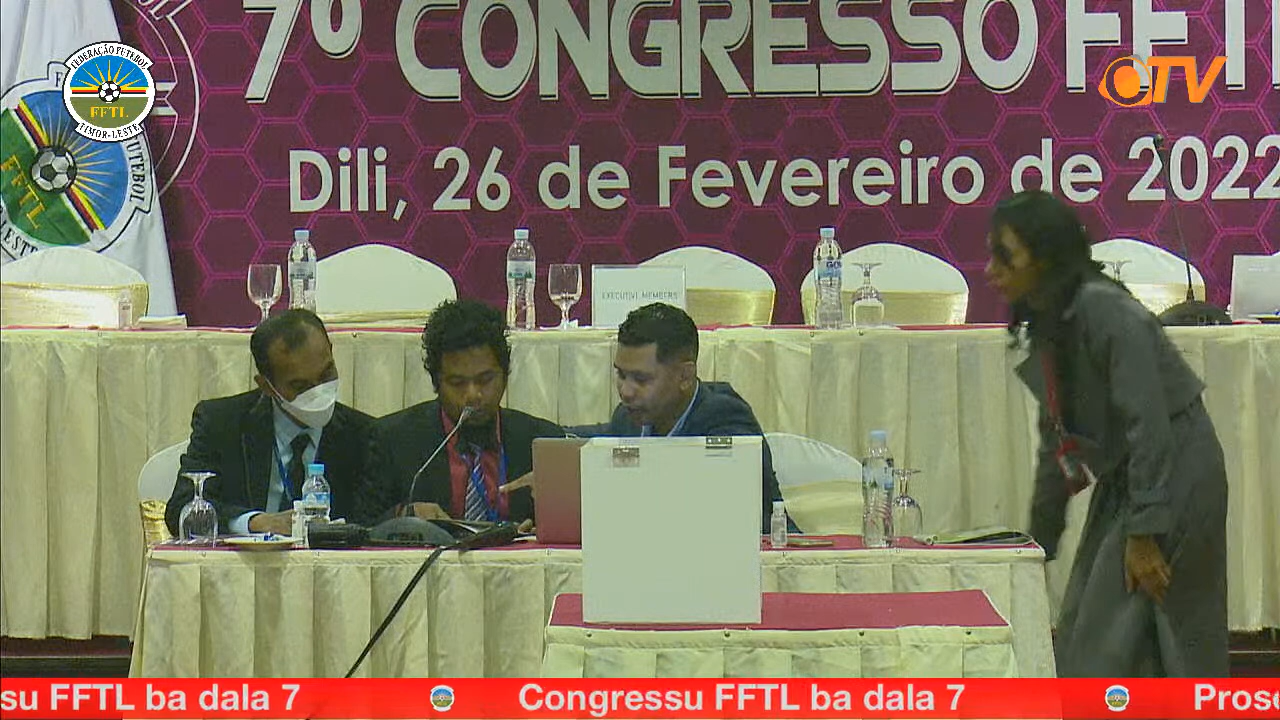 7º CONGRESSO FFTL
Dili, 26 de Fevereiro de 2022
FEDERAÇÃO FUTEBOL
FFTL
TIMOR-LESTE
FFTL
TV
EXECUTIVE MEMBERS
su FFTL ba dala 7
Congressu FFTL ba dala 7
Prose